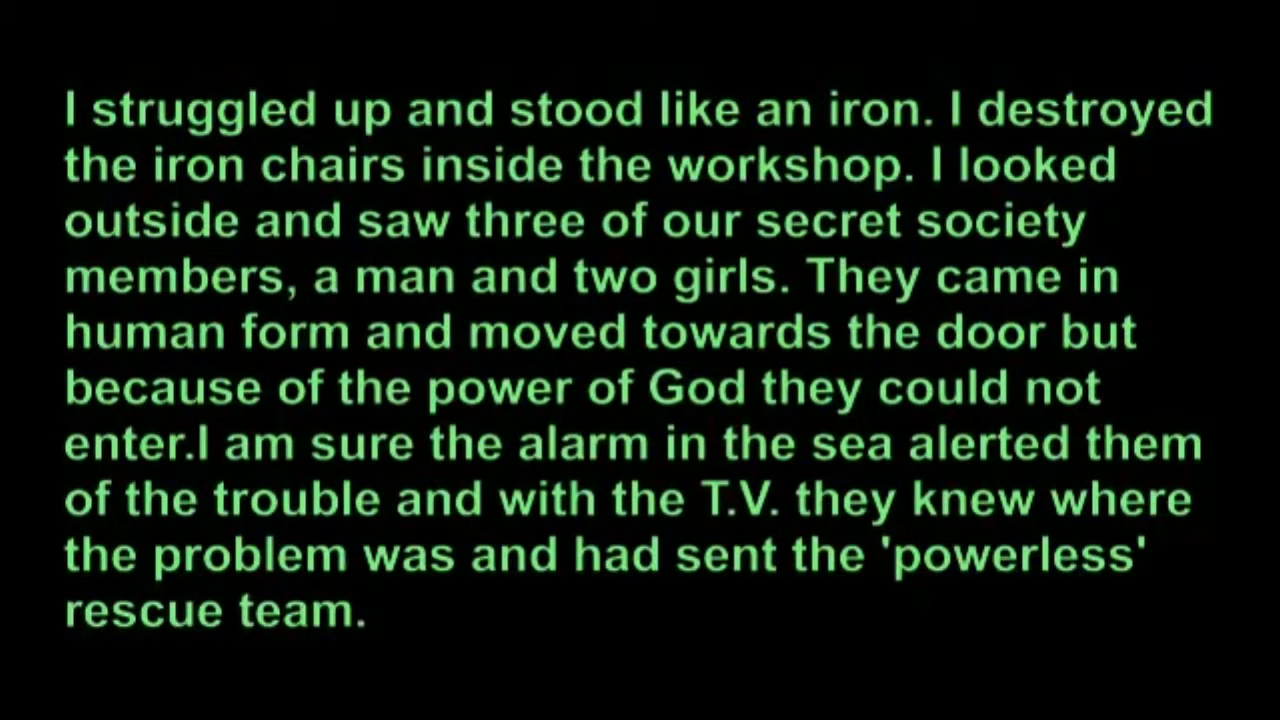 I struggled up and stood like an iron. I destroyed
the iron chairs inside the workshop. I looked
outside and saw three of our secret society
members, a man and two girls. They came in
human form and moved towards the door but
because of the power of God they could not
enter.I am sure the alarm in the sea alerted them
of the trouble and with the T.V. they knew where
the problem was and had sent the 'powerless'
rescue team.